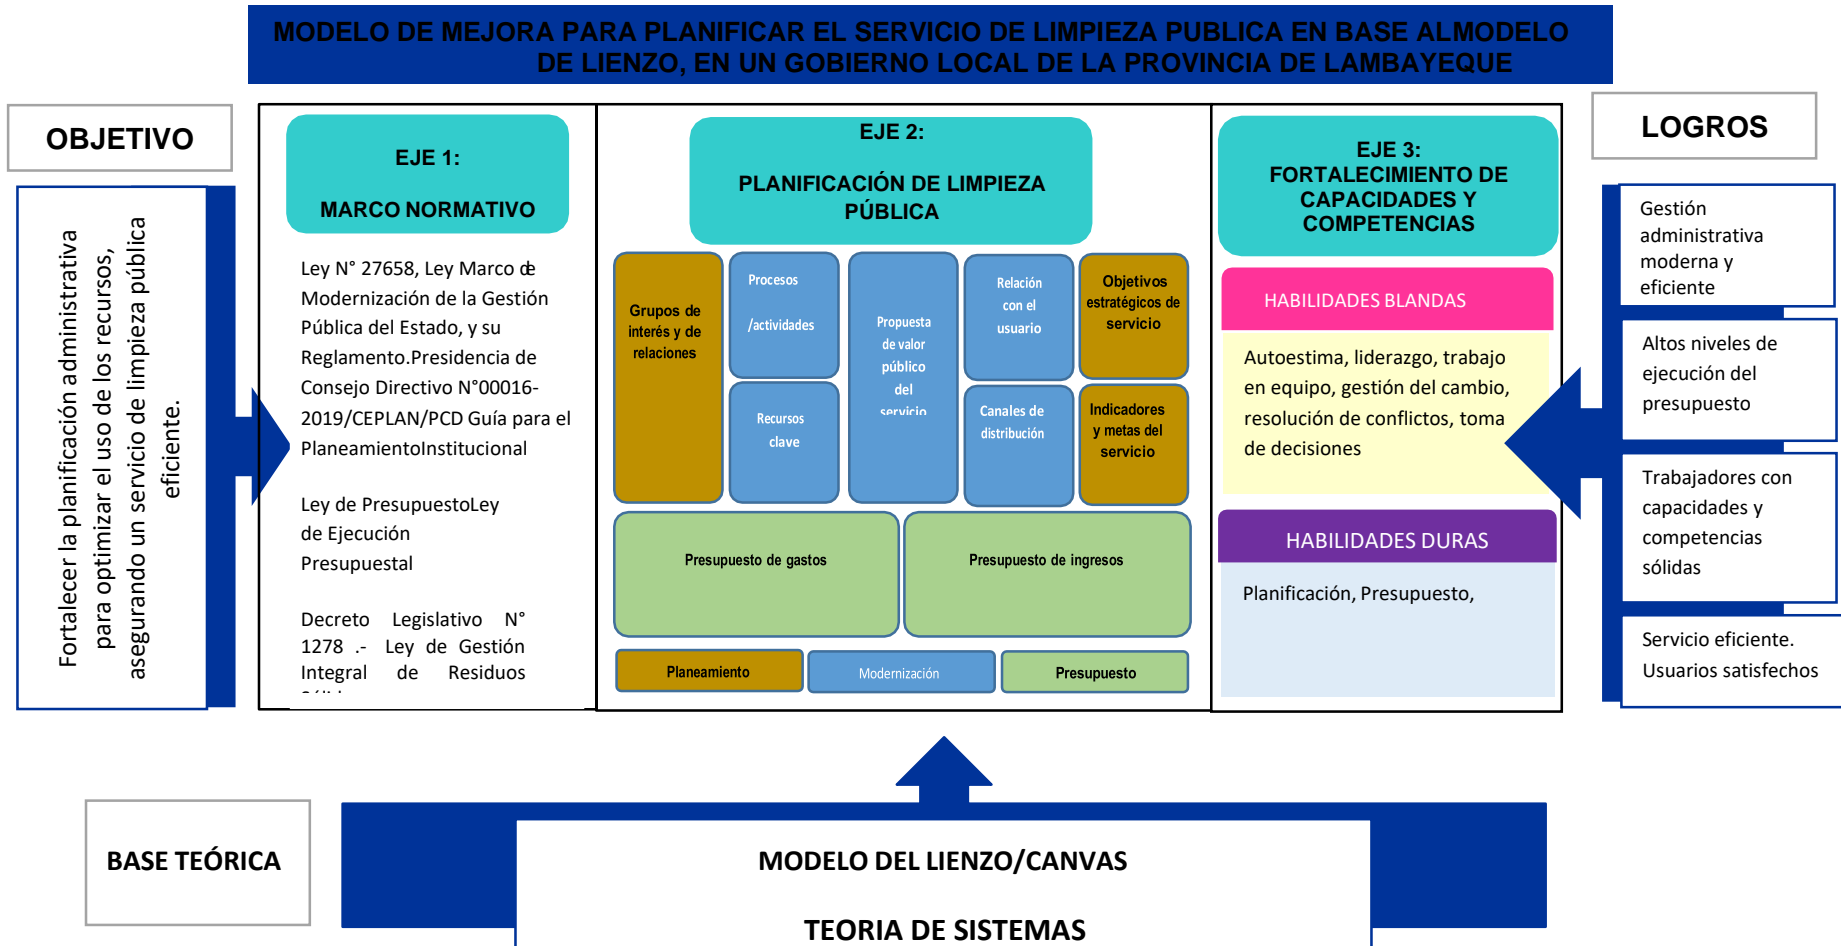 MODELO DE MEJORA PARA PLANIFICAR EL SERVICIO DE LIMPIEZA PUBLICA EN BASE ALMODELO
DE LIENZO, EN UN GOBIERNO LOCAL DE LA PROVINCIA DE LAMBAYEQUE
OBJETIVO
Fortalecer la planificación administrativa
para optimizar el uso de los recursos,
asegurando un servicio de limpieza pública
eficiente.
EJE 1:
MARCO NORMATIVO
Ley N° 27658, Ley Marco de
Modernización de la Gestión
Pública del Estado, y su
Reglamento.Presidencia de
Consejo Directivo N°00016-
2019/CEPLAN/PCD Guía para el
PlaneamientoInstitucional
Ley de PresupuestoLey
de Ejecución
Presupuestal
Decreto Legislativo N°
1278 .- Ley de Gestión
Integral de Residuos
EJE 2:
PLANIFICACIÓN DE LIMPIEZA
PÚBLICA
Grupos de
interés y de
relaciones
Procesos
/actividades
Recursos
clave
Propuesta
de valor
público
del
servicio
Relación
con el
usuario
Canales de
distribución
Objetivos
estratégicos de
servicio
Indicadores
y metas del
servicio
Presupuesto de gastos
Presupuesto de ingresos
Planeamiento
Modernización
Presupuesto
EJE 3:
FORTALECIMIENTO DE
CAPACIDADES Y
COMPETENCIAS
HABILIDADES BLANDAS
Autoestima, liderazgo, trabajo
en equipo, gestión del cambio,
resolución de conflictos, toma
de decisiones
HABILIDADES DURAS
Planificación, Presupuesto,
LOGROS
Gestión
administrativa
moderna y
eficiente
Altos niveles de
ejecución del
presupuesto
Trabajadores con
capacidades y
competencias
sólidas
Servicio eficiente.
Usuarios satisfechos
BASE TEÓRICA
MODELO DEL LIENZO/CANVAS
TEORIA DE SISTEMAS